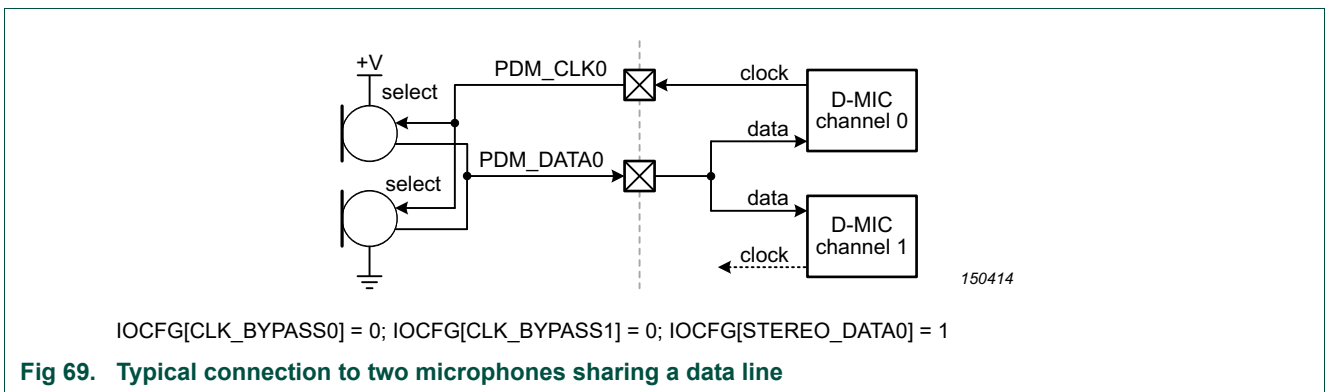 +V
select
PDM_CLK0
clock
D-MIC
channel 0
data
select
PDM_DATA0
data
D-MIC
channel 1
clock
150414
IOCFG[CLK_BYPASS0] = 0; IOCFG[CLK_BYPASS1] = 0; IOCFG[STEREO_DATA0] = 1
Fig 69. Typical connection to two microphones sharing a data line